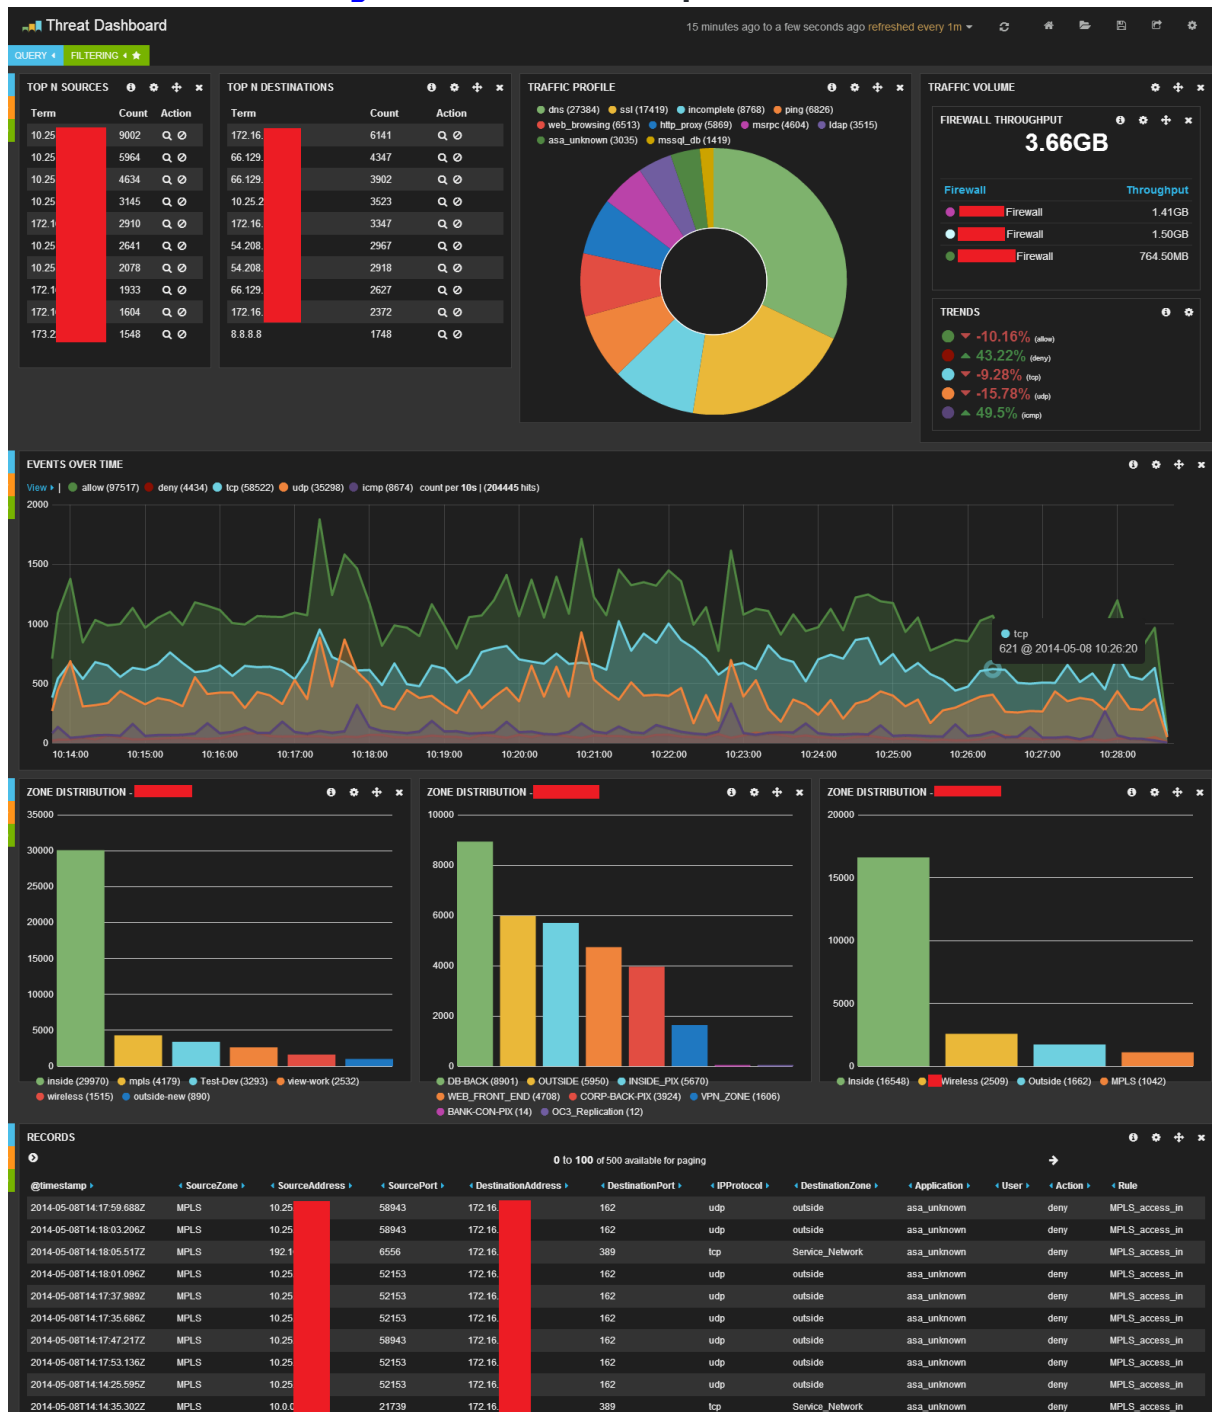 Threat Dashboard
15 minutes ago to a few seconds ago refreshed every 1m
QUERY FILTERING
TOP N SOURCES
Term Count Action
10.25 9002
10.25 5964
10.25 4634
10.25 3145
172.1 2910
10.25 2641
10.25 2078
172.1 1933
172.1 1604
173.2 1548
TOP N DESTINATIONS
Term Count Action
172.16. 6141
66.129. 4347
66.129. 3902
10.25.2 3523
172.16. 3347
54.208. 2967
54.208. 2918
66.129. 2627
172.16. 2372
8.8.8.8 1748
TRAFFIC PROFILE
dns (27384) ssl (17419) incomplete (8768) ping (6826)
web_browsing (6513) http_proxy (5869) msrpc (4604) ldap (3515)
asa_unknown (3035) mssql_db (1419)
TRAFFIC VOLUME
FIREWALL THROUGHPUT
3.66GB
Firewall Throughput
Firewall 1.41GB
Firewall 1.50GB
Firewall 764.50MB
TRENDS
-10.16% (allow)
43.22% (deny)
-9.28% (tcp)
-15.78% (udp)
49.5% (icmp)
EVENTS OVER TIME
View | allow (97517) deny (4434) tcp (58522) udp (35298) icmp (8674) count per 10s | (204445 hits)
2000
1500
1000
500
0
tcp
621 @ 2014-05-08 10:26:20
10:14:00 10:15:00 10:16:00 10:17:00 10:18:00 10:19:00 10:20:00 10:21:00 10:22:00 10:23:00 10:24:00 10:25:00 10:26:00 10:27:00 10:28:00
ZONE DISTRIBUTION -
35000
30000
25000
20000
15000
10000
5000
0
inside (29970) mpls (4179) Test-Dev (3293) view-work (2532)
wireless (1515) outside-new (890)
ZONE DISTRIBUTION -
10000
8000
6000
4000
2000
0
DB-BACK (8901) OUTSIDE (5950) INSIDE_PIX (5670)
WEB_FRONT_END (4708) CORP-BACK-PIX (3924) VPN_ZONE (1606)
BANK-CON-PIX (14) OC3_Replication (12)
ZONE DISTRIBUTION -
20000
15000
10000
5000
0
Inside (16548) Wireless (2509) Outside (1662) MPLS (1042)
RECORDS
0 to 100 of 500 available for paging
@timestamp SourceZone SourceAddress SourcePort DestinationAddress DestinationPort IPProtocol DestinationZone Application User Action Rule
2014-05-08T14:17:59.688Z MPLS 10.25 58943 172.16. 162 udp outside asa_unknown deny MPLS_access_in
2014-05-08T14:18:03.206Z MPLS 10.25 58943 172.16. 162 udp outside asa_unknown deny MPLS_access_in
2014-05-08T14:18:05.517Z MPLS 192.1 6556 172.16. 389 tcp Service_Network asa_unknown deny MPLS_access_in
2014-05-08T14:18:01.096Z MPLS 10.25 52153 172.16. 162 udp outside asa_unknown deny MPLS_access_in
2014-05-08T14:17:37.989Z MPLS 10.25 52153 172.16. 162 udp outside asa_unknown deny MPLS_access_in
2014-05-08T14:17:35.686Z MPLS 10.25 52153 172.16. 162 udp outside asa_unknown deny MPLS_access_in
2014-05-08T14:17:47.217Z MPLS 10.25 58943 172.16. 162 udp outside asa_unknown deny MPLS_access_in
2014-05-08T14:17:53.136Z MPLS 10.25 52153 172.16. 162 udp outside asa_unknown deny MPLS_access_in
2014-05-08T14:14:25.595Z MPLS 10.25 52153 172.16. 162 udp outside asa_unknown deny MPLS_access_in
2014-05-08T14:14:35.302Z MPLS 10.0.0 21739 172.16. 389 tcp Service_Network asa_unknown deny MPLS_access_in